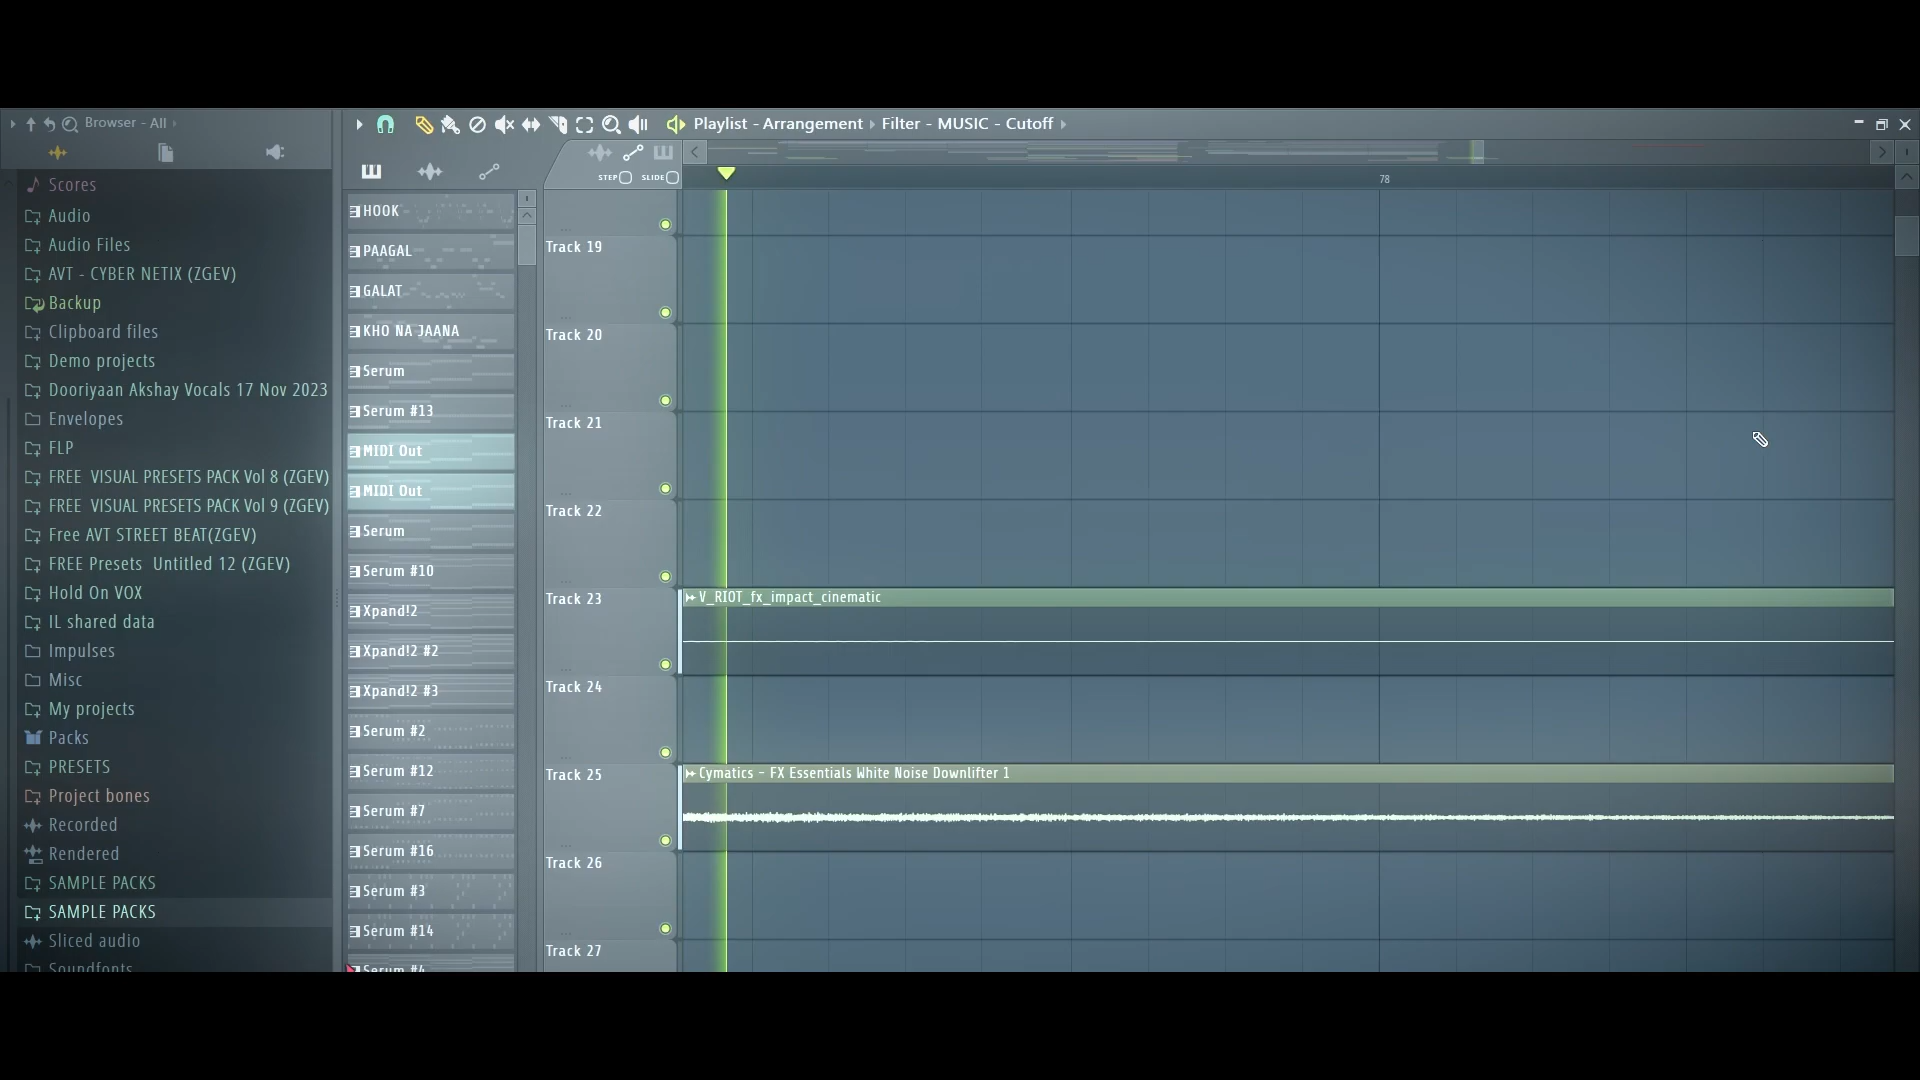 Browser - All
Playlist - Arrangement Filter - MUSIC - Cutoff
STEP SLIDE
78
Scores
Audio
Audio Files
AVT - CYBER NETIX (ZGEV)
Backup
Clipboard files
Demo projects
Dooriyaan Akshay Vocals 17 Nov 2023
Envelopes
FLP
FREE VISUAL PRESETS PACK Vol 8 (ZGEV)
FREE VISUAL PRESETS PACK Vol 9 (ZGEV)
Free AVT STREET BEAT(ZGEV)
FREE Presets Untitled 12 (ZGEV)
Hold On VOX
IL shared data
Impulses
Misc
My projects
Packs
PRESETS
Project bones
Recorded
Rendered
SAMPLE PACKS
SAMPLE PACKS
Sliced audio
Soundfonts
HOOK
PAAGAL
GALAT
KHO NA JAANA
Serum
Serum #13
MIDI Out
MIDI Out
Serum
Serum #10
Xpand!2
Xpand!2 #2
Xpand!2 #3
Serum #2
Serum #12
Serum #7
Serum #16
Serum #3
Serum #14
Serum #4
Track 19
Track 20
Track 21
Track 22
Track 23
V_RIOT_fx_impact_cinematic
Track 24
Track 25
Cymatics - FX Essentials White Noise Downlifter 1
Track 26
Track 27